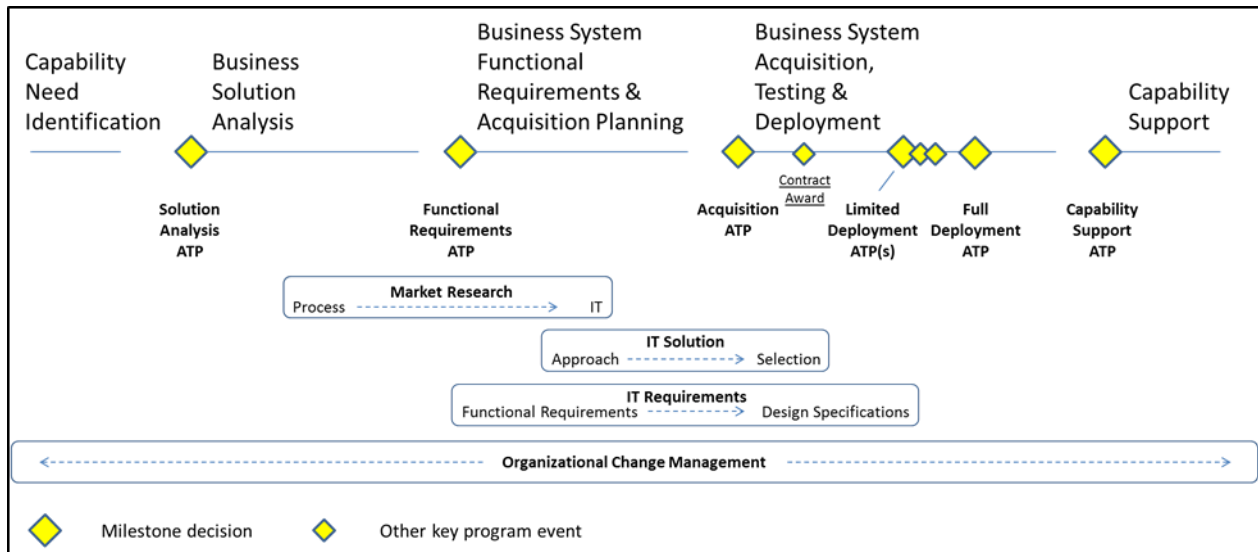 Capability
Need
Identification
Business
Solution
Analysis
Business System
Functional
Requirements &
Acquisition Planning
Business System
Acquisition,
Testing &
Deployment
Capability
Support
Solution
Analysis
ATP
Functional
Requirements
ATP
Acquisition
ATP
Contract
Award
Limited
Deployment
ATP(s)
Full
Deployment
ATP
Capability
Support
ATP
Market Research
Process
IT
IT Solution
Approach
Selection
IT Requirements
Functional Requirements
Design Specifications
Organizational Change Management
Milestone decision
Other key program event